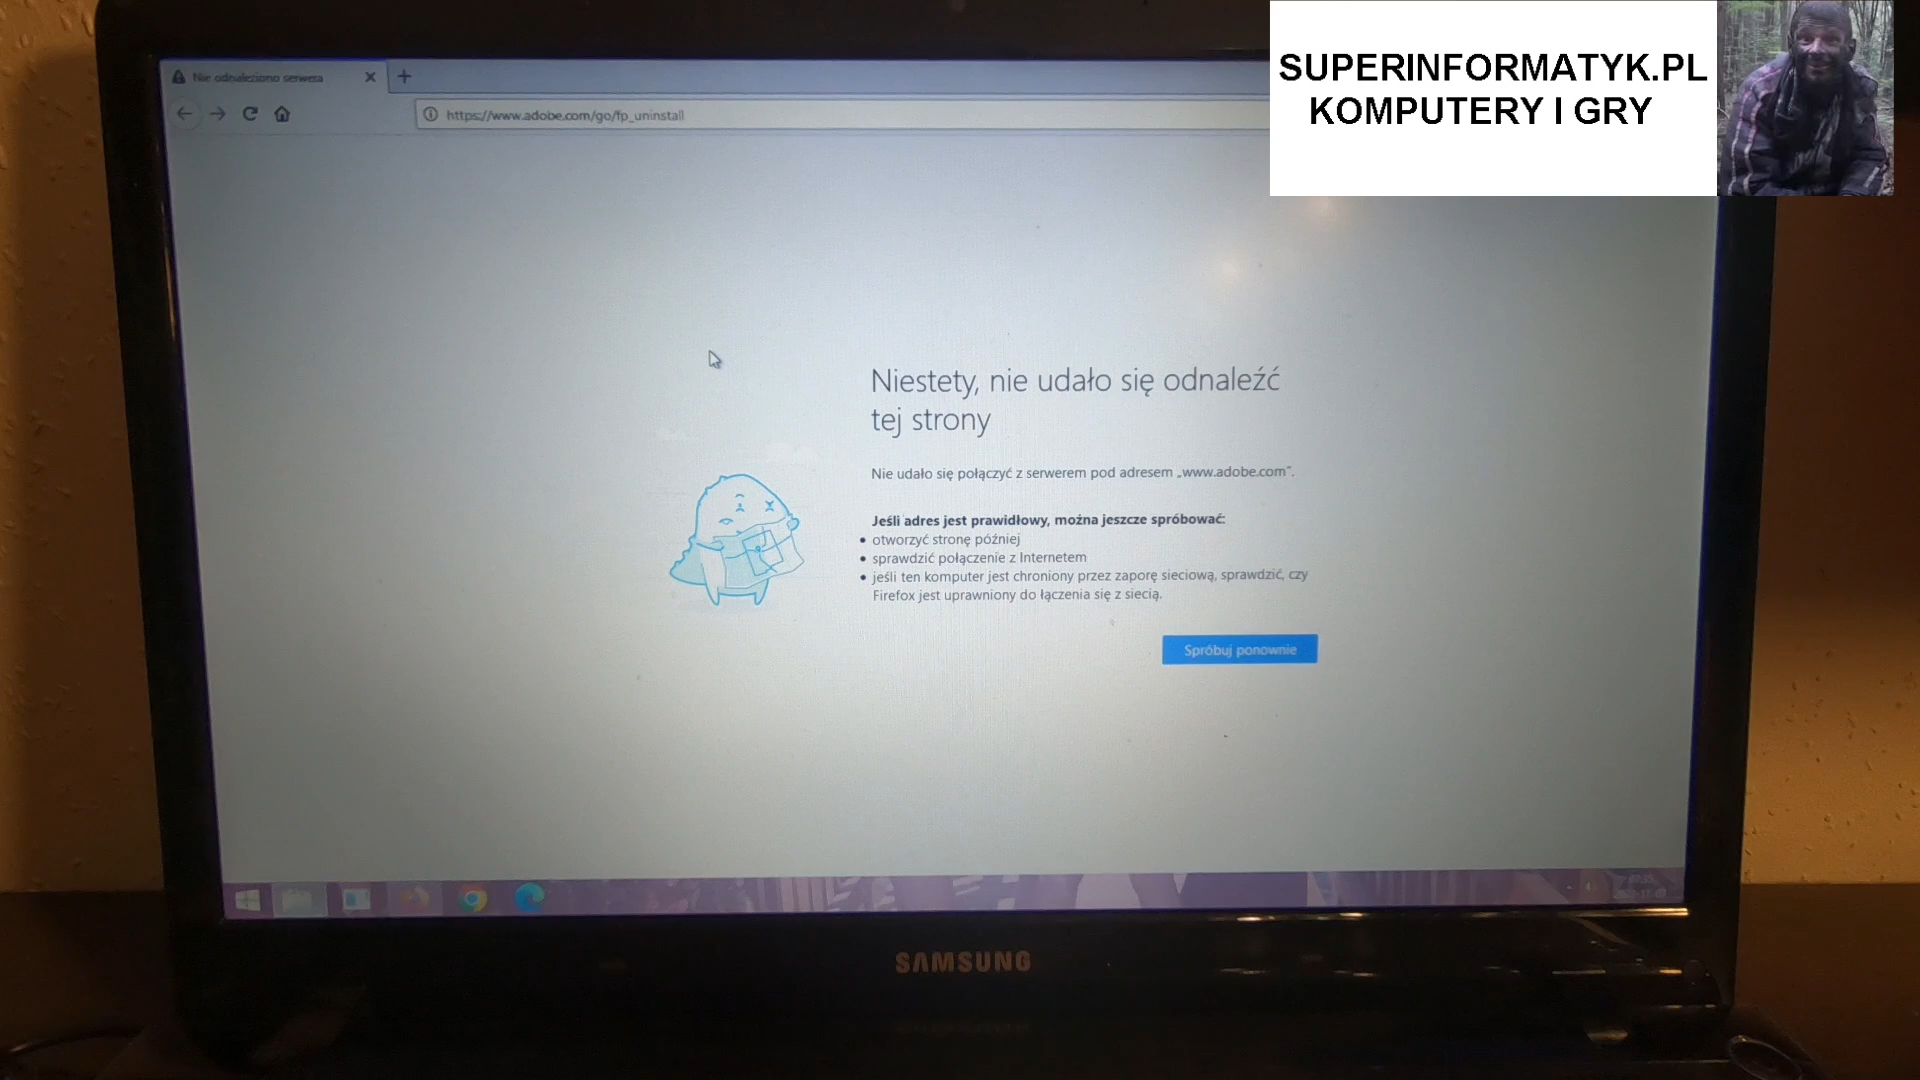 SUPERINFORMATYK.PL
KOMPUTERY I GRY
Nie odnaleziono serwera
https://www.adobe.com/go/fp_uninstall
Niestety, nie udało się odnaleźć
tej strony
Nie udało się połączyć z serwerem pod adresem „www.adobe.com”.
Jeśli adres jest prawidłowy, można jeszcze spróbować:
otworzyć stronę później
sprawdzić połączenie z Internetem
jeśli ten komputer jest chroniony przez zaporę sieciową, sprawdzić, czy
Firefox jest uprawniony do łączenia się z siecią.
Spróbuj ponownie
SAMSUNG